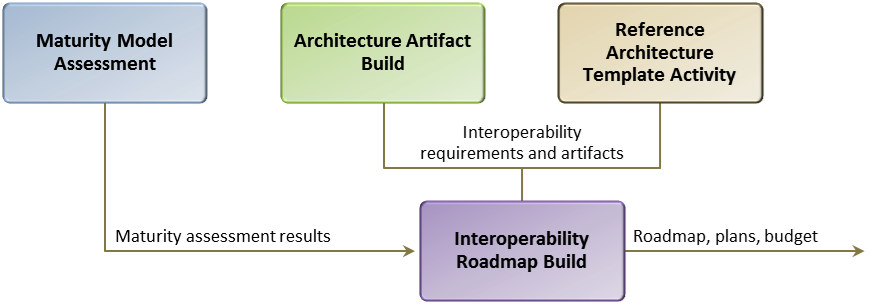 Maturity Model
Assessment
Architecture Artifact
Build
Reference
Architecture
Template Activity
Interoperability
requirements and artifacts
Maturity assessment results
Interoperability
Roadmap Build
Roadmap, plans, budget